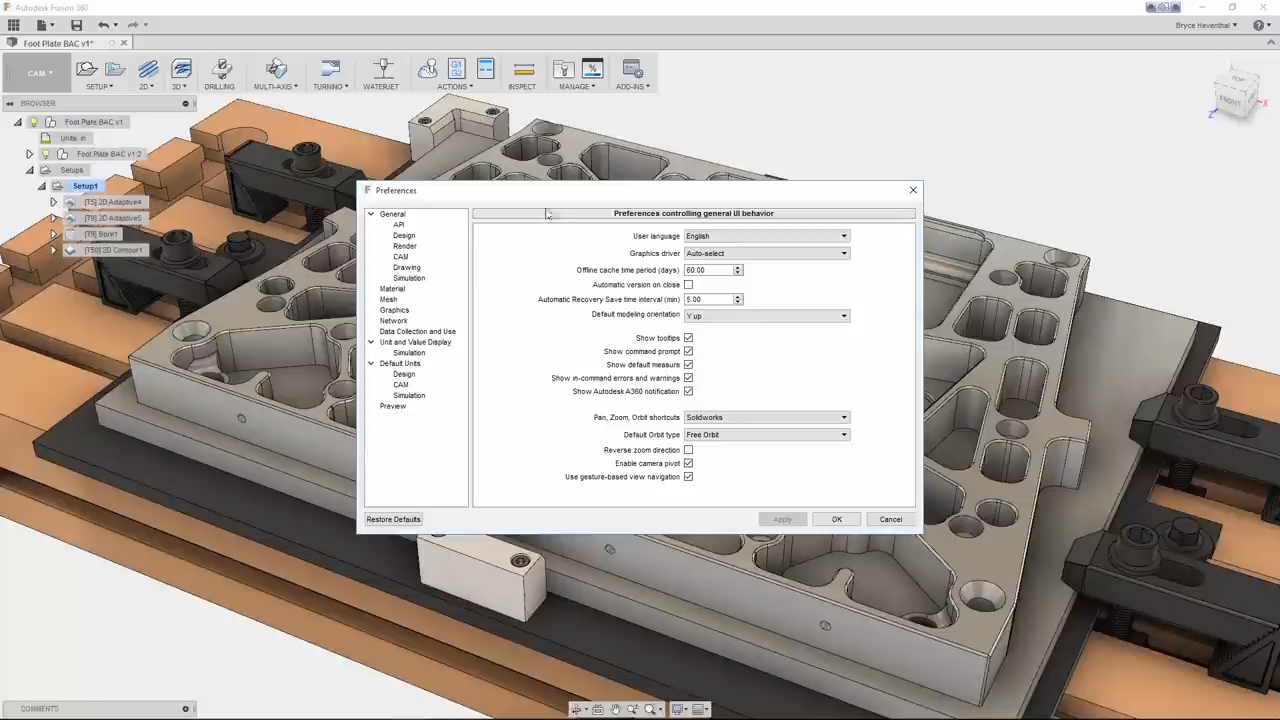 Autodesk Fusion 360
Bryce Heventhal
Foot Plate BAC v1*
CAM
SETUP
2D
3D
DRILLING
MULTI-AXIS
TURNING
WATERJET
G1
G2
ACTIONS
INSPECT
MANAGE
ADD-INS
BROWSER
Foot Plate BAC v1
Units: in
Foot Plate BAC v1:2
Setups
Setup1
[T5] 2D Adaptive4
[T9] 2D Adaptive5
[T9] Bore1
[T50] 2D Contour1
TOP
FRONT
X
Z
Preferences
General
API
Design
Render
CAM
Drawing
Simulation
Material
Mesh
Graphics
Network
Data Collection and Use
Unit and Value Display
Simulation
Default Units
Design
CAM
Simulation
Preview
Preferences controlling general UI behavior
User language English
Graphics driver Auto-select
Offline cache time period (days) 60.00
Automatic version on close
Automatic Recovery Save time interval (min) 5.00
Default modeling orientation Y up
Show tooltips
Show command prompt
Show default measure
Show in-command errors and warnings
Show Autodesk A360 notification
Pan, Zoom, Orbit shortcuts Solidworks
Default Orbit type Free Orbit
Reverse zoom direction
Enable camera pivot
Use gesture-based view navigation
Restore Defaults
Apply
OK
Cancel
COMMENTS